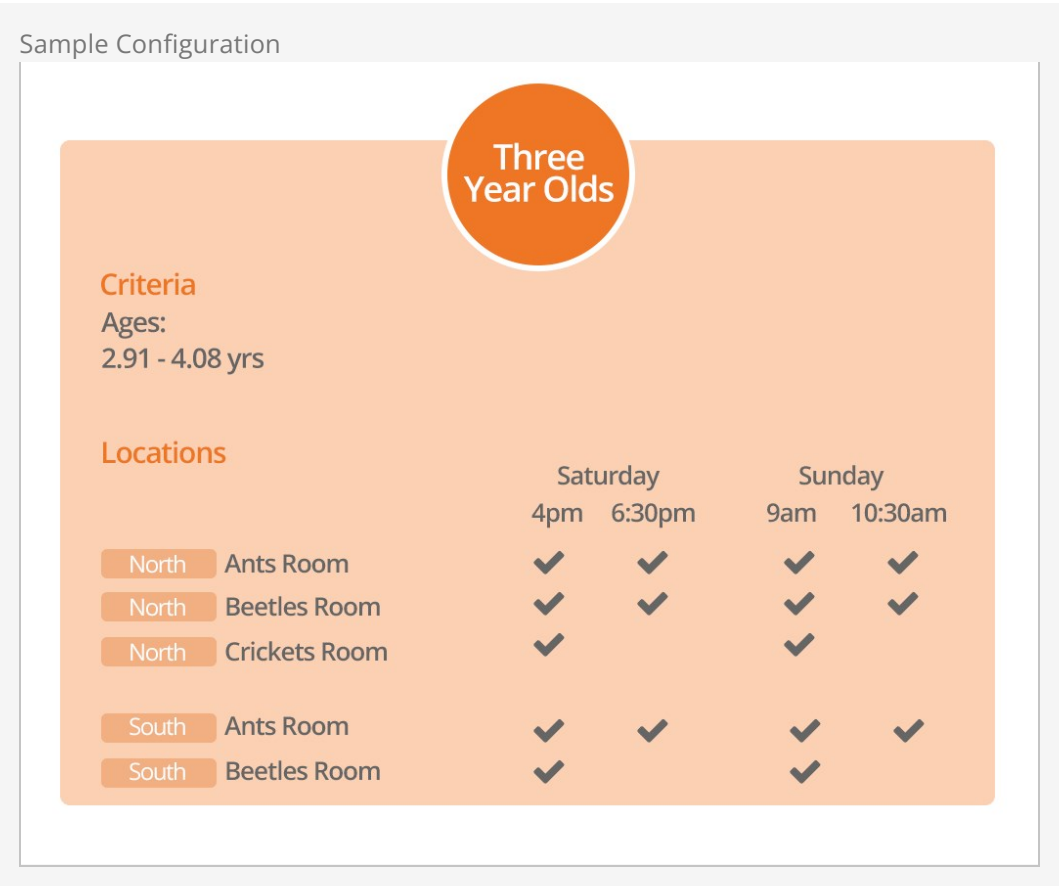 Sample Configuration
Three
Year Olds
Criteria
Ages:
2.91 - 4.08 yrs
Locations
Saturday Sunday
4pm 6:30pm 9am 10:30am
North Ants Room
North Beetles Room
North Crickets Room
South Ants Room
South Beetles Room